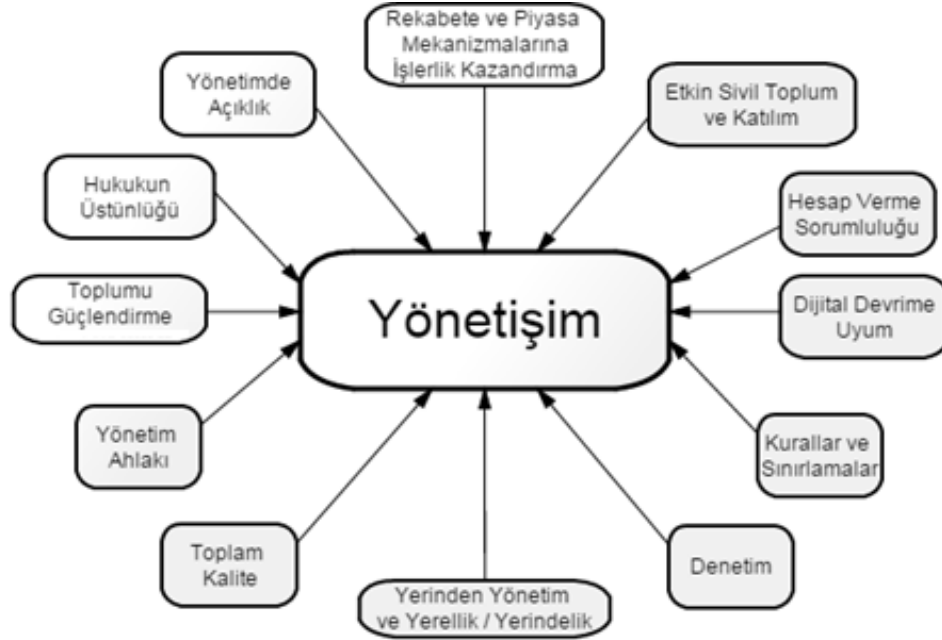 Rekabete ve Piyasa
Mekanizmalarına
İşlerlik Kazandırma
Yönetimde
Açıklık
Etkin Sivil Toplum
ve Katılım
Hukukun
Üstünlüğü
Hesap Verme
Sorumluluğu
Toplumu
Güçlendirme
Yönetişim
Dijital Devrime
Uyum
Yönetim
Ahlakı
Kurallar ve
Sınırlamalar
Toplam
Kalite
Yerinden Yönetim
ve Yerellik / Yerindelik
Denetim